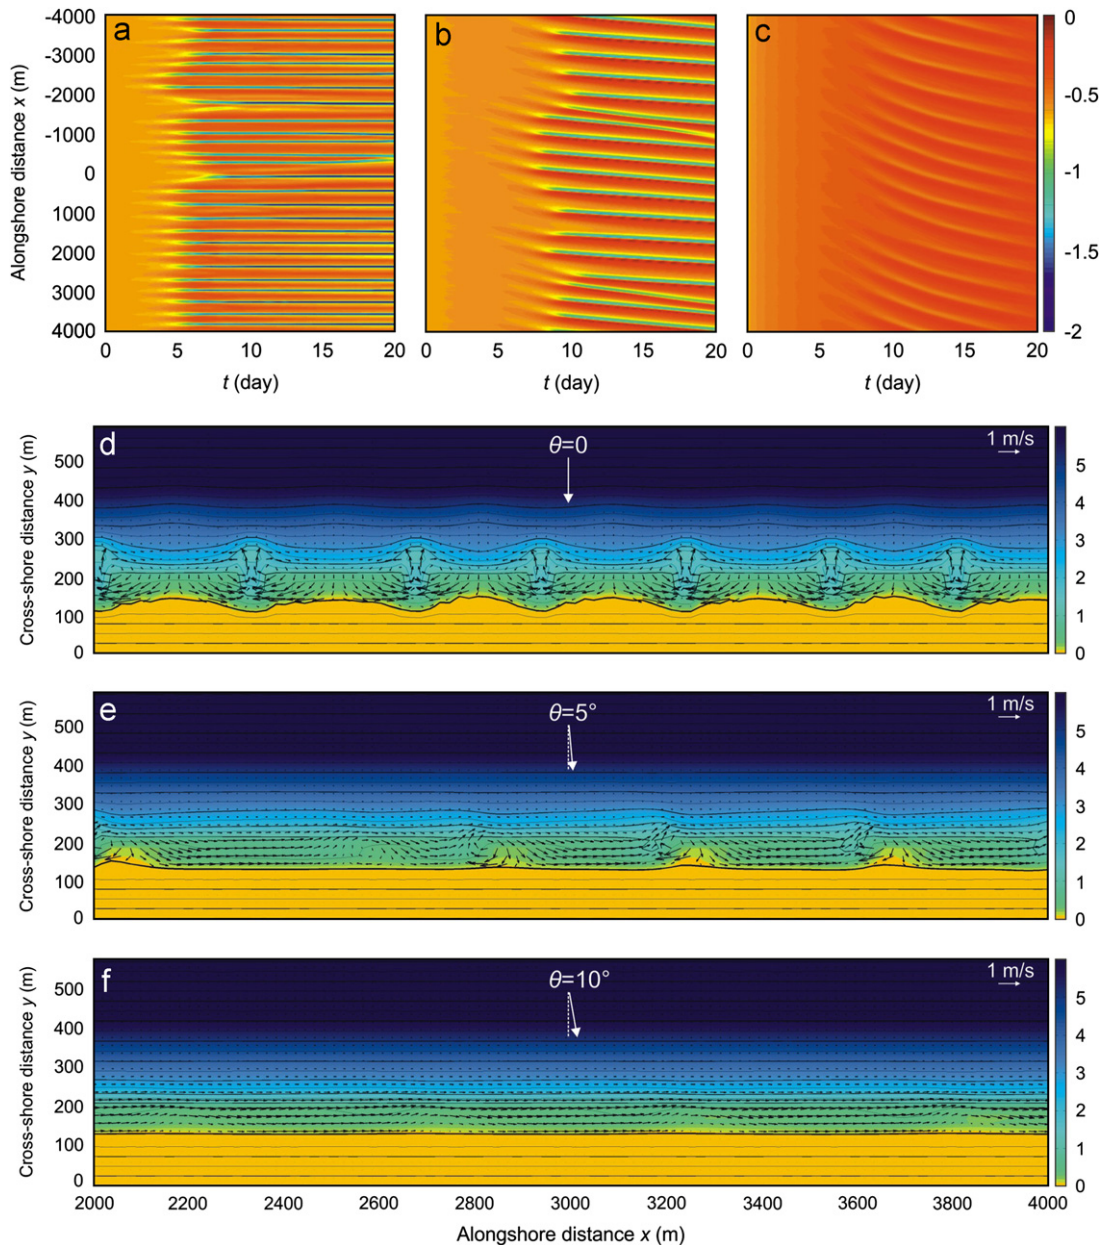 a
b
c
Alongshore distance x (m)
-4000
-3000
-2000
-1000
0
1000
2000
3000
4000
0 5 10 15 20
0 5 10 15 20
0 5 10 15 20
t (day)
t (day)
t (day)
0
-0.5
-1
-1.5
-2
d
θ=0
1 m/s
Cross-shore distance y (m)
500
400
300
200
100
0
5
4
3
2
1
0
e
θ=5°
1 m/s
Cross-shore distance y (m)
500
400
300
200
100
0
5
4
3
2
1
0
f
θ=10°
1 m/s
Cross-shore distance y (m)
500
400
300
200
100
0
5
4
3
2
1
0
2000 2200 2400 2600 2800 3000 3200 3400 3600 3800 4000
Alongshore distance x (m)